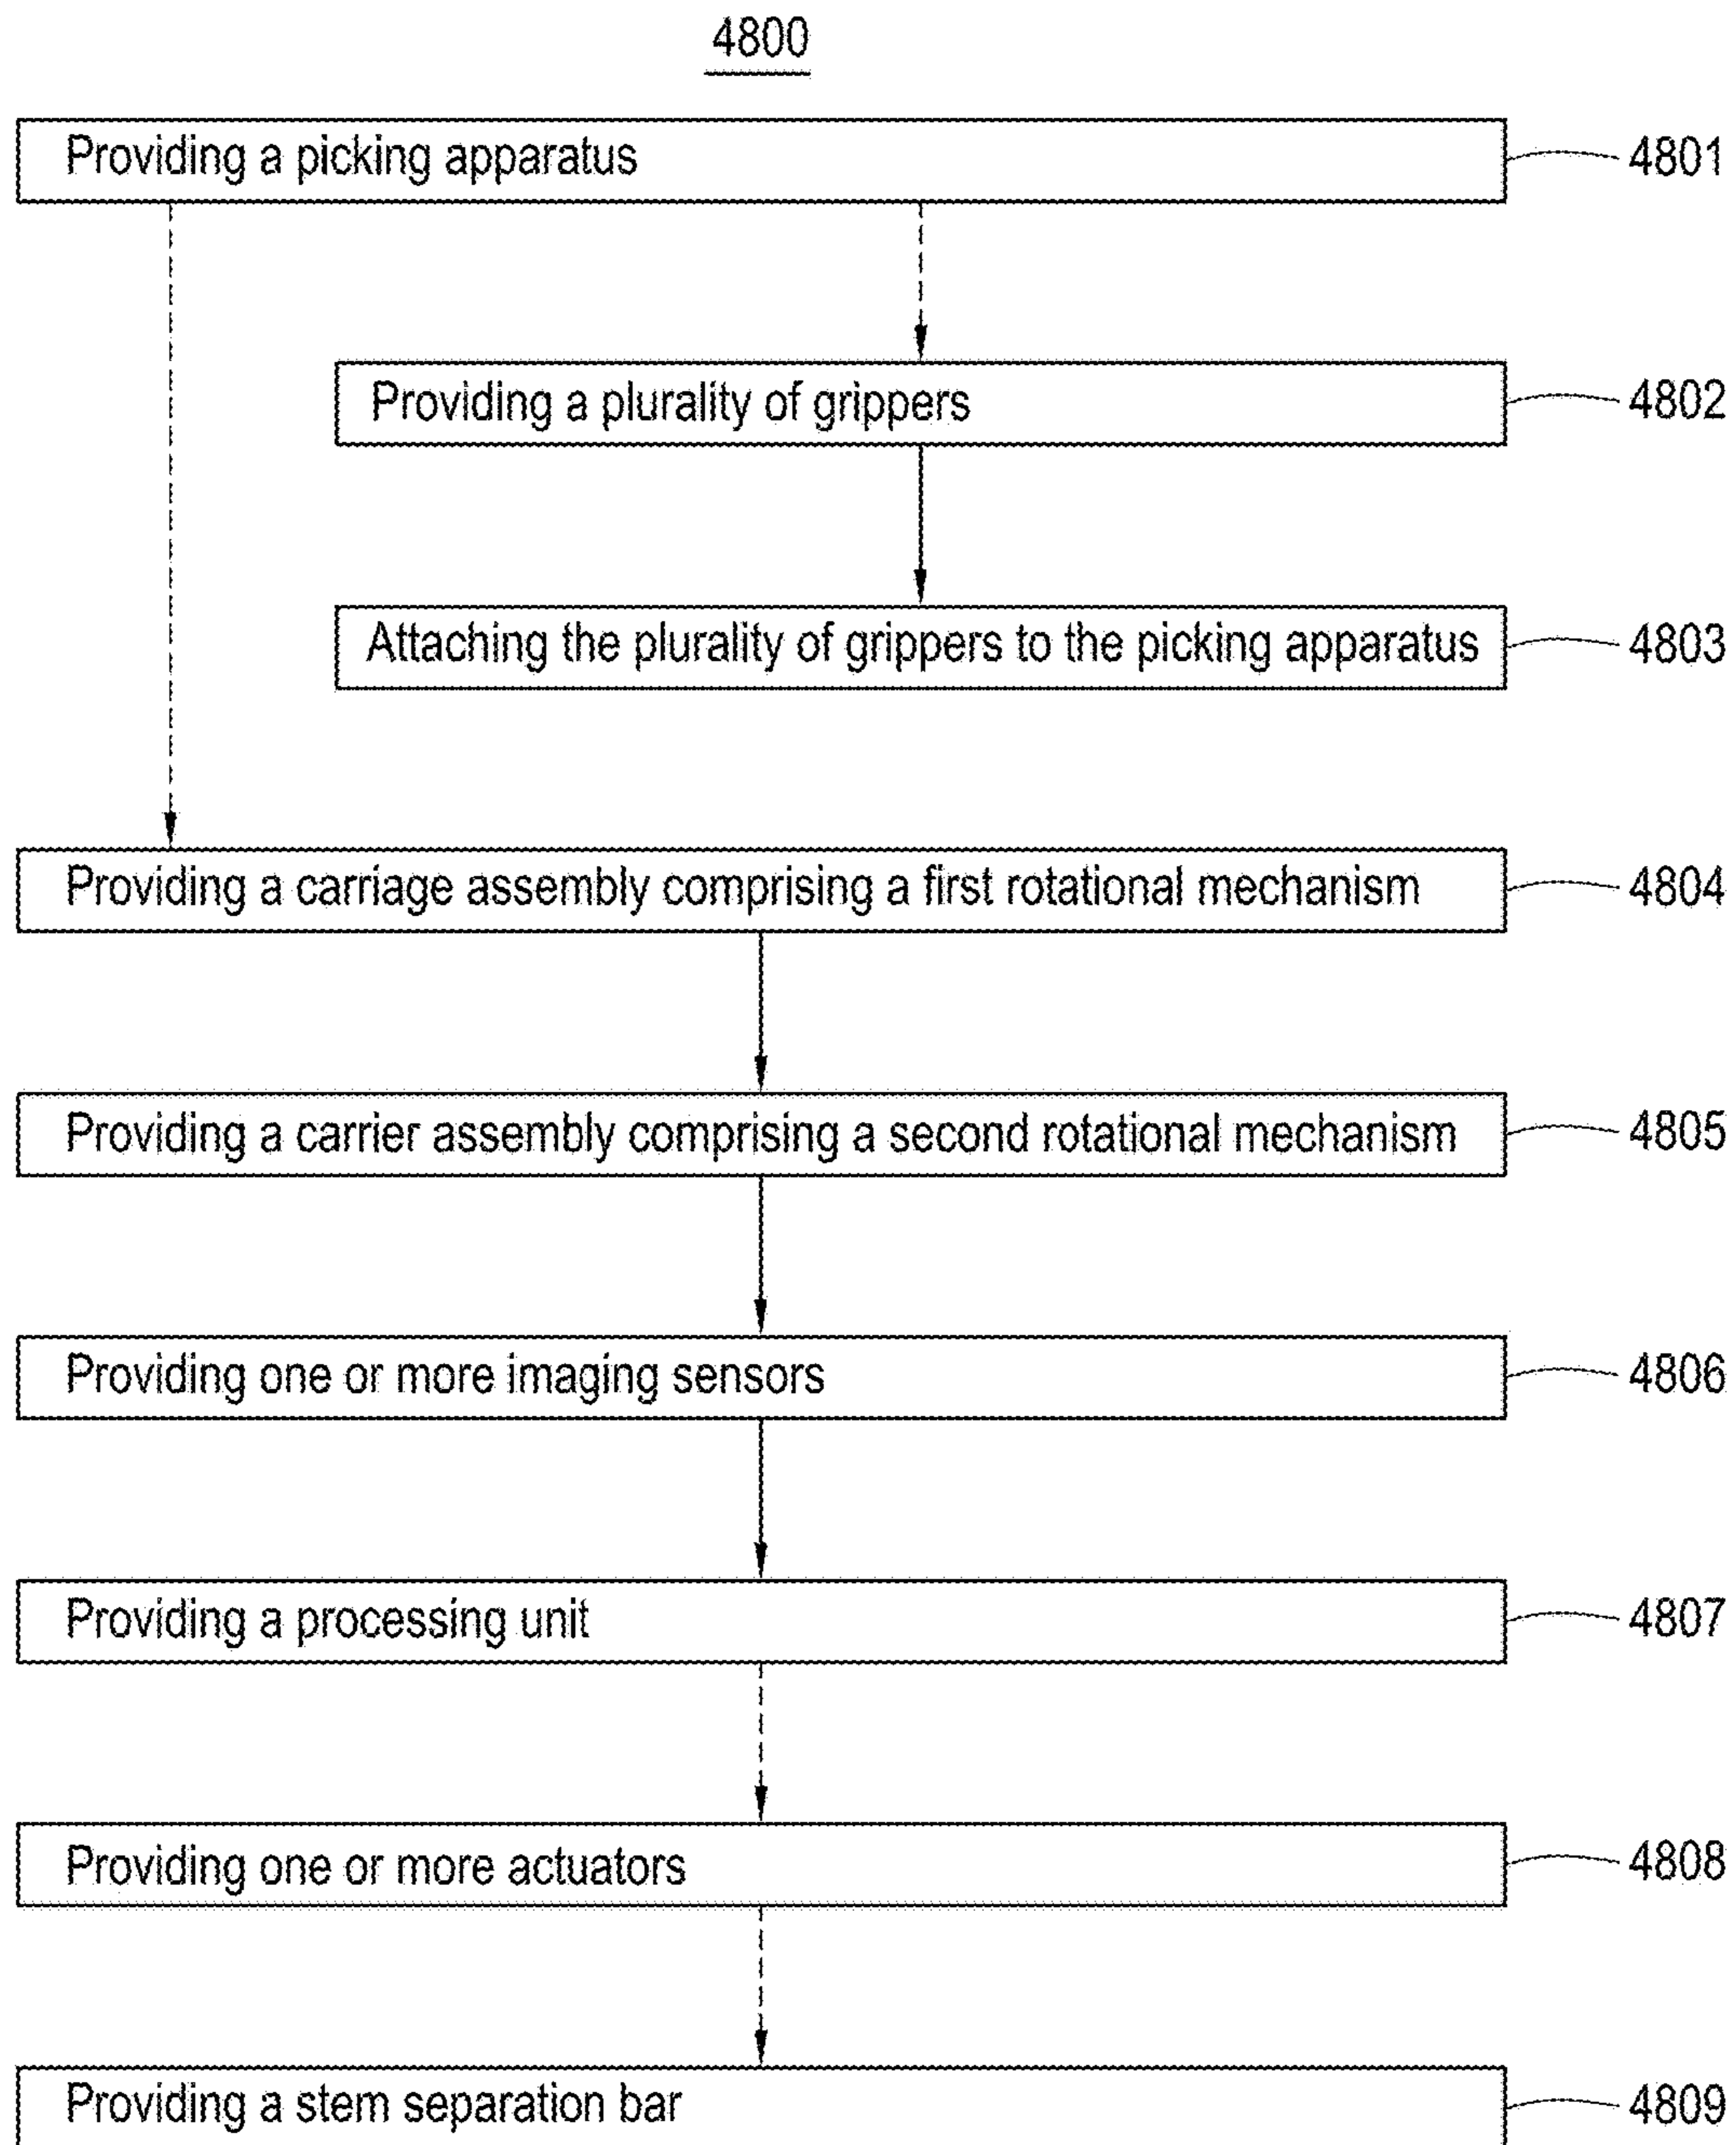 4800
Providing a picking apparatus 4801
Providing a plurality of grippers 4802
Attaching the plurality of grippers to the picking apparatus 4803
Providing a carriage assembly comprising a first rotational mechanism 4804
Providing a carrier assembly comprising a second rotational mechanism 4805
Providing one or more imaging sensors 4806
Providing a processing unit 4807
Providing one or more actuators 4808
Providing a stem separation bar 4809